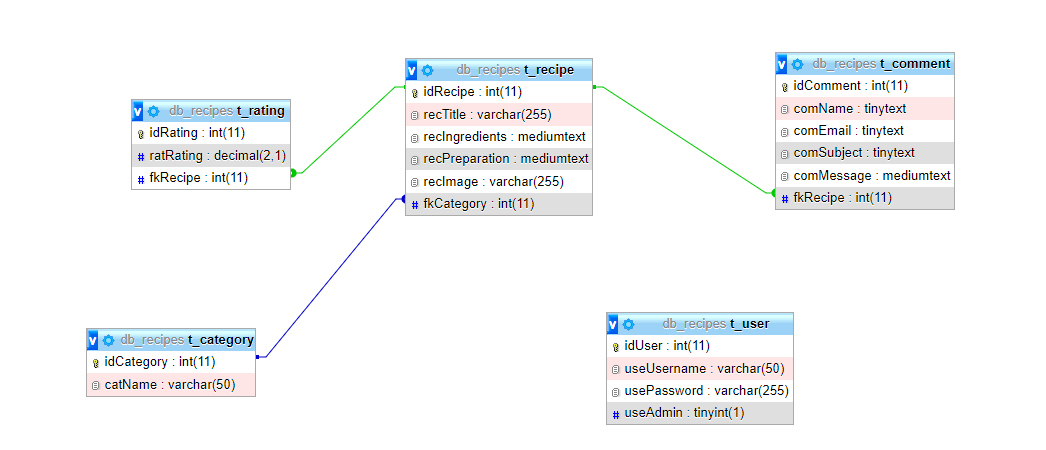 db_recipes t_rating
idRating : int(11)
ratRating : decimal(2,1)
fkRecipe : int(11)
v db_recipes t_recipe
idRecipe : int(11)
recTitle : varchar(255)
recIngredients : mediumtext
recPreparation : mediumtext
recImage : varchar(255)
fkCategory : int(11)
v db_recipes t_comment
idComment : int(11)
comName : tinytext
comEmail : tinytext
comSubject : tinytext
comMessage : mediumtext
fkRecipe : int(11)
v db_recipes t_category
idCategory : int(11)
catName : varchar(50)
v db_recipes t_user
idUser : int(11)
useUsername : varchar(50)
usePassword : varchar(255)
useAdmin : tinyint(1)